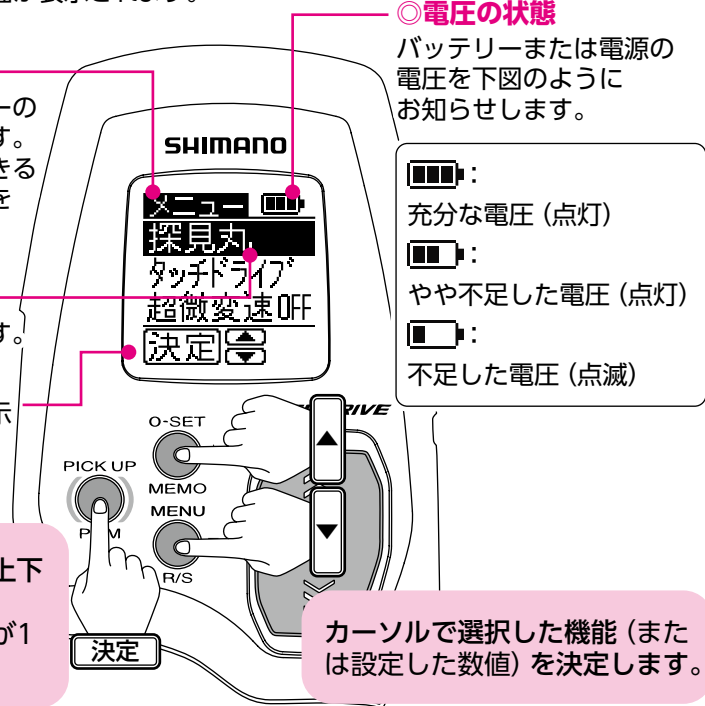 ◎電圧の状態
バッテリーまたは電源の
電圧を下図のように
お知らせします。
:
充分な電圧（点灯）
:
やや不足した電圧（点灯）
:
不足した電圧（点滅）
ーの
す。
きる
を
す。
示
SHIMANO
メニュー
探見丸
タッチドライブ
超微変速OFF
決定
O-SET
MEMO
PICK UP
MENU
R/S
RIVE
▲
▼
決定
上下
が1
カーソルで選択した機能（また
は設定した数値）を決定します。